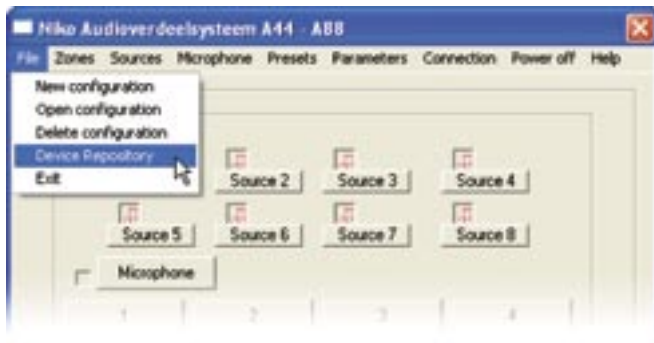 Niko Audioverdeelsysteem A44 - A88
File Zones Sources Microphone Presets Parameters Connection Power off Help
New configuration
Open configuration
Delete configuration
Device Repository
Exit
Source 2 Source 3 Source 4
Source 5 Source 6 Source 7 Source 8
Microphone
1 2 3 4